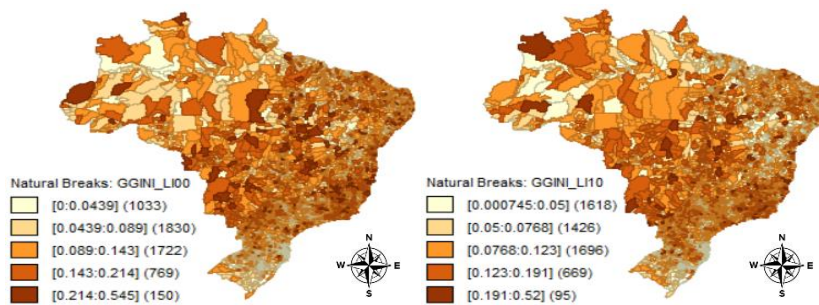 Natural Breaks: GGINI_LI00
[0:0.0439] (1033)
[0.0439:0.089] (1830)
[0.089:0.143] (1722)
[0.143:0.214] (769)
[0.214:0.545] (150)
N
W E
S
Natural Breaks: GGINI_LI10
[0.000745:0.05] (1618)
[0.05:0.0768] (1426)
[0.0768:0.123] (1696)
[0.123:0.191] (669)
[0.191:0.52] (95)
N
W E
S